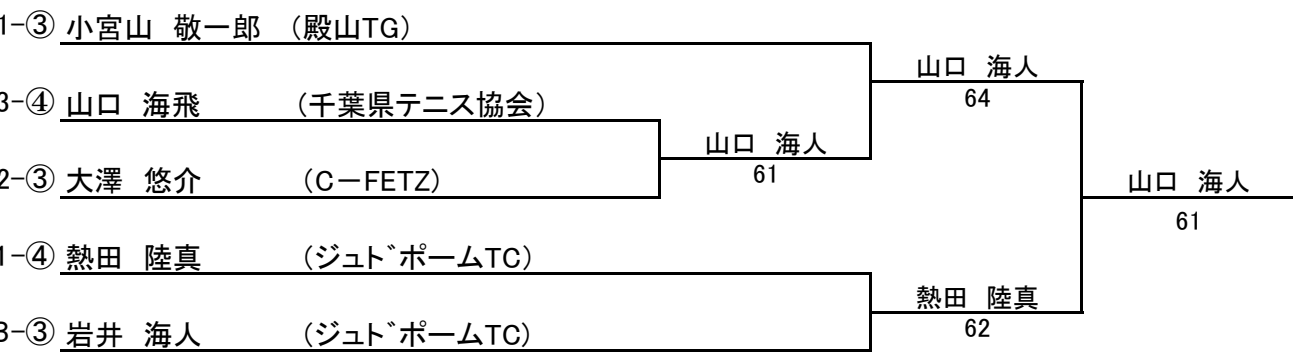 1-③ 小宮山 敬一郎 (殿山TG)
山口 海人
64
3-④ 山口 海飛 (千葉県テニス協会)
山口 海人
61
2-③ 大澤 悠介 (C-FETZ)
山口 海人
61
1-④ 熱田 陸真 (ジュドポームTC)
熱田 陸真
62
3-③ 岩井 海人 (ジュドポームTC)